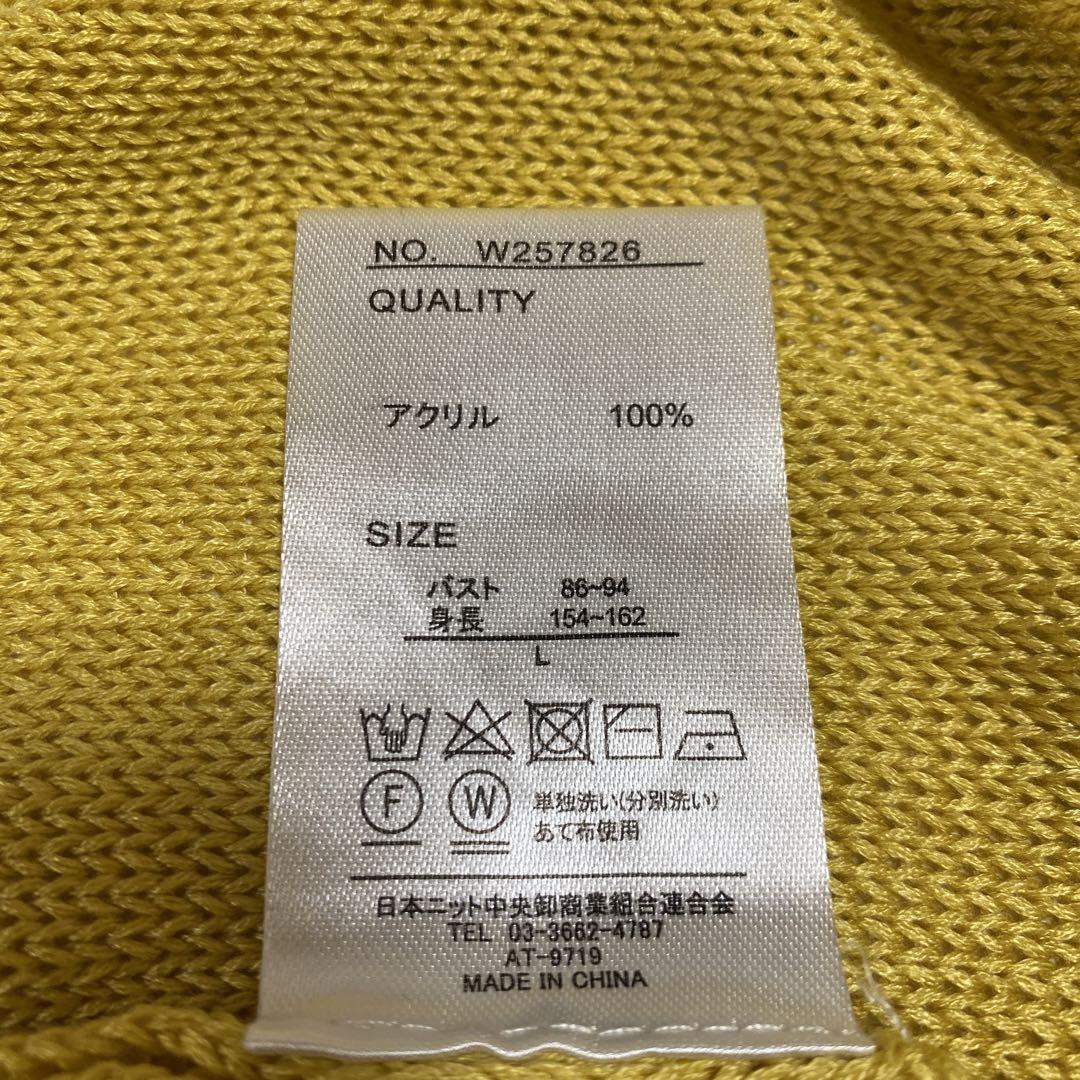 NO. W257826
QUALITY
アクリル 100%
SIZE
バスト 86~94
身長 154~162
L
F W 単独洗い(分別洗い)
あて布使用
日本ニット中央卸商業組合連合会
TEL 03-3662-4787
AT-9719
MADE IN CHINA